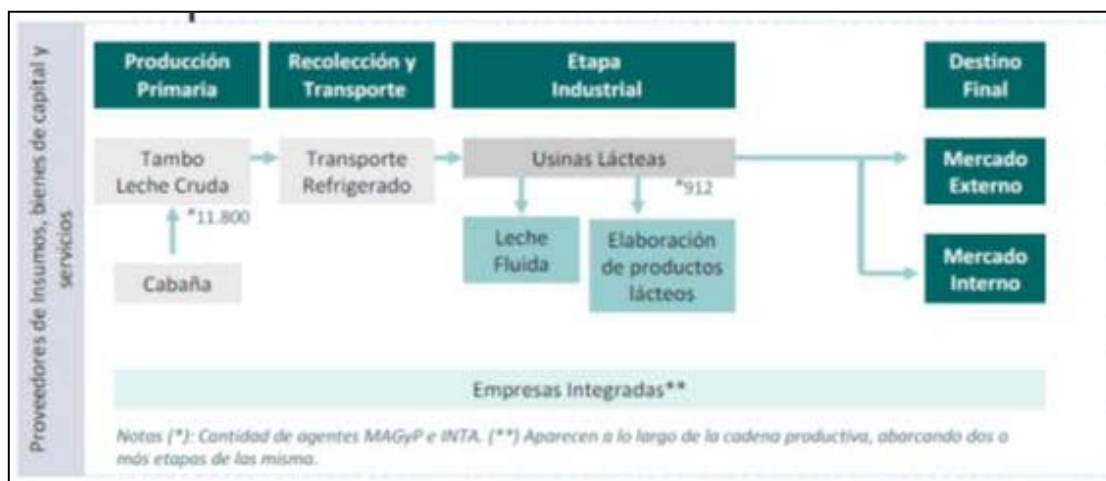 Proveedores de Insumos, bienes de capital y
servicios
Producción
Primaria
Recolección y
Transporte
Etapa
Industrial
Destino
Final
Tambo
Leche Cruda
*11.800
Cabaña
Transporte
Refrigerado
Usinas Lácteas
*912
Leche
Fluida
Elaboración
de productos
lácteos
Mercado
Externo
Mercado
Interno
Empresas Integradas**
Notas (*): Cantidad de agentes MAGyP e INTA. (**) Aparecen a lo largo de la cadena productiva, abarcando dos o
más etapas de las misma.